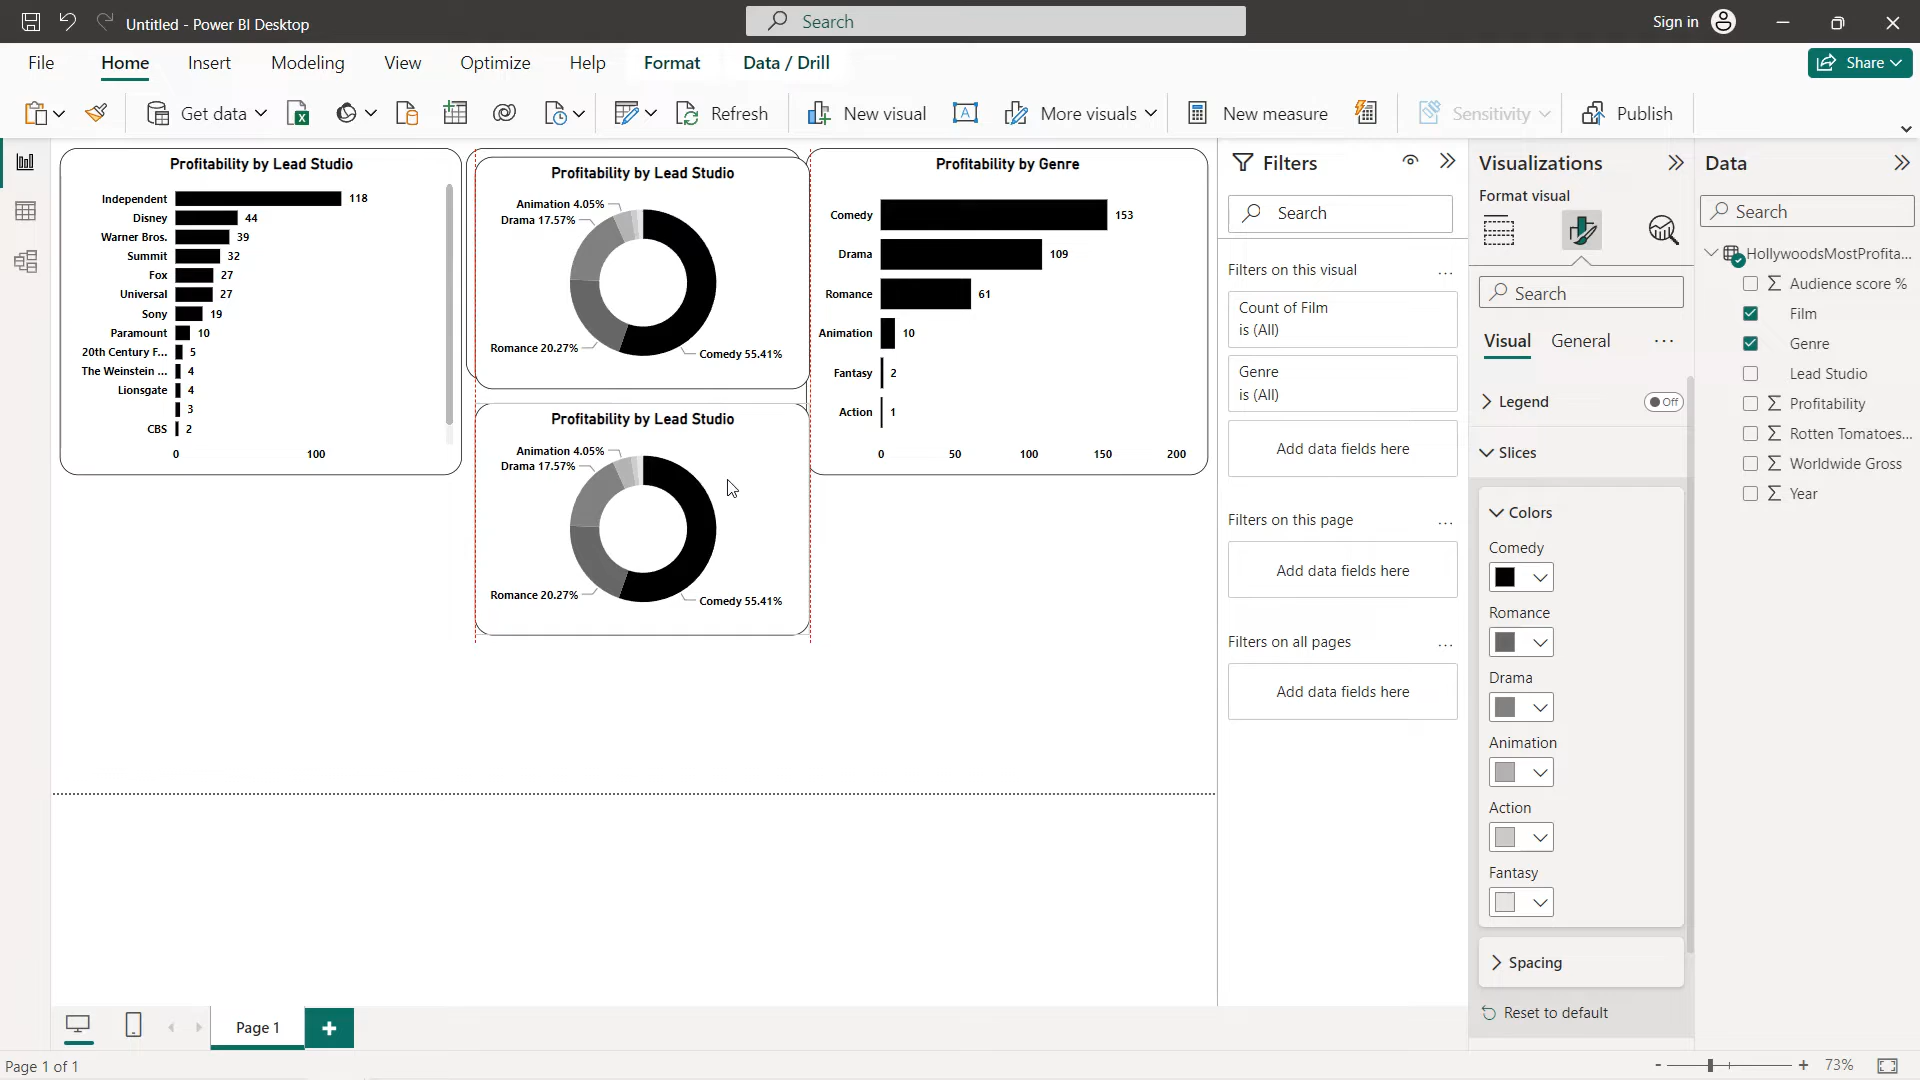 Untitled - Power BI Desktop
Search
Sign in
File
Home
Insert
Modeling
View
Optimize
Help
Format
Data / Drill
Share
Get data
Refresh
New visual
More visuals
New measure
Sensitivity
Publish
Profitability by Lead Studio
Independent 118
Disney 44
Warner Bros. 39
Summit 32
Fox 27
Universal 27
Sony 19
Paramount 10
20th Century F... 5
The Weinstein ... 4
Lionsgate 4
3
CBS 2
0 100
Profitability by Lead Studio
Animation 4.05%
Drama 17.57%
Romance 20.27%
Comedy 55.41%
Profitability by Lead Studio
Animation 4.05%
Drama 17.57%
Romance 20.27%
Comedy 55.41%
Profitability by Genre
Comedy 153
Drama 109
Romance 61
Animation 10
Fantasy 2
Action 1
0 50 100 150 200
Filters
Search
Filters on this visual ...
Count of Film
is (All)
Genre
is (All)
Add data fields here
Filters on this page ...
Add data fields here
Filters on all pages ...
Add data fields here
Visualizations
Format visual
Search
Visual General ...
Legend Off
Slices
Colors
Comedy
Romance
Drama
Animation
Action
Fantasy
Spacing
Reset to default
Data
Search
HollywoodsMostProfita...
Audience score %
Film
Genre
Lead Studio
Profitability
Rotten Tomatoes...
Worldwide Gross
Year
Page 1
Page 1 of 1
- + 73%